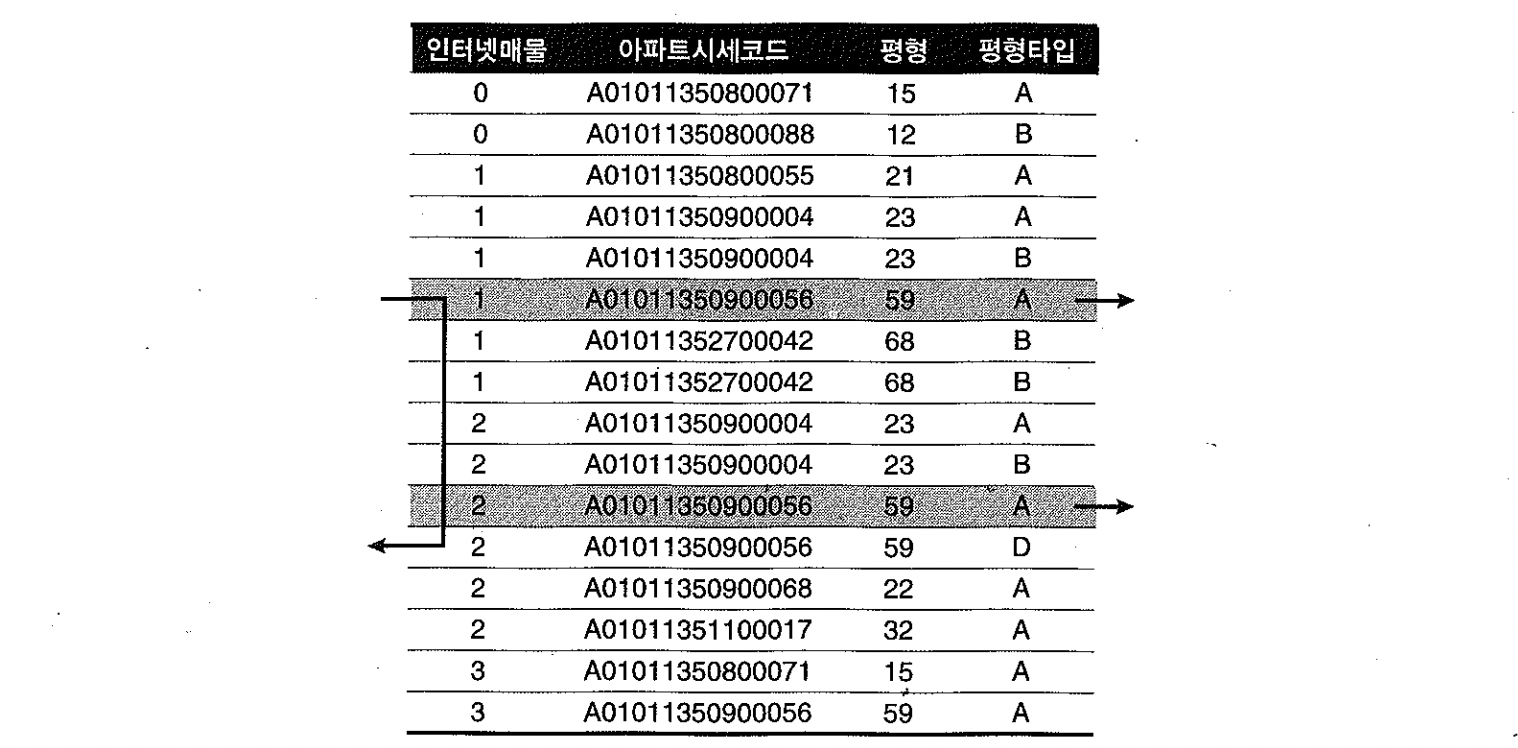 인터넷매물 아파트시세코드 평형 평형타입
0 A01011350800071 15 A
0 A01011350800088 12 B
1 A01011350800055 21 A
1 A01011350900004 23 A
1 A01011350900004 23 B
1 A01011350900056 59 A
1 A01011352700042 68 B
1 A01011352700042 68 B
2 A01011350900004 23 A
2 A01011350900004 23 B
2 A01011350900056 59 A
2 A01011350900056 59 D
2 A01011350900068 22 A
2 A01011351100017 32 A
3 A01011350800071 15 A
3 A01011350900056 59 A